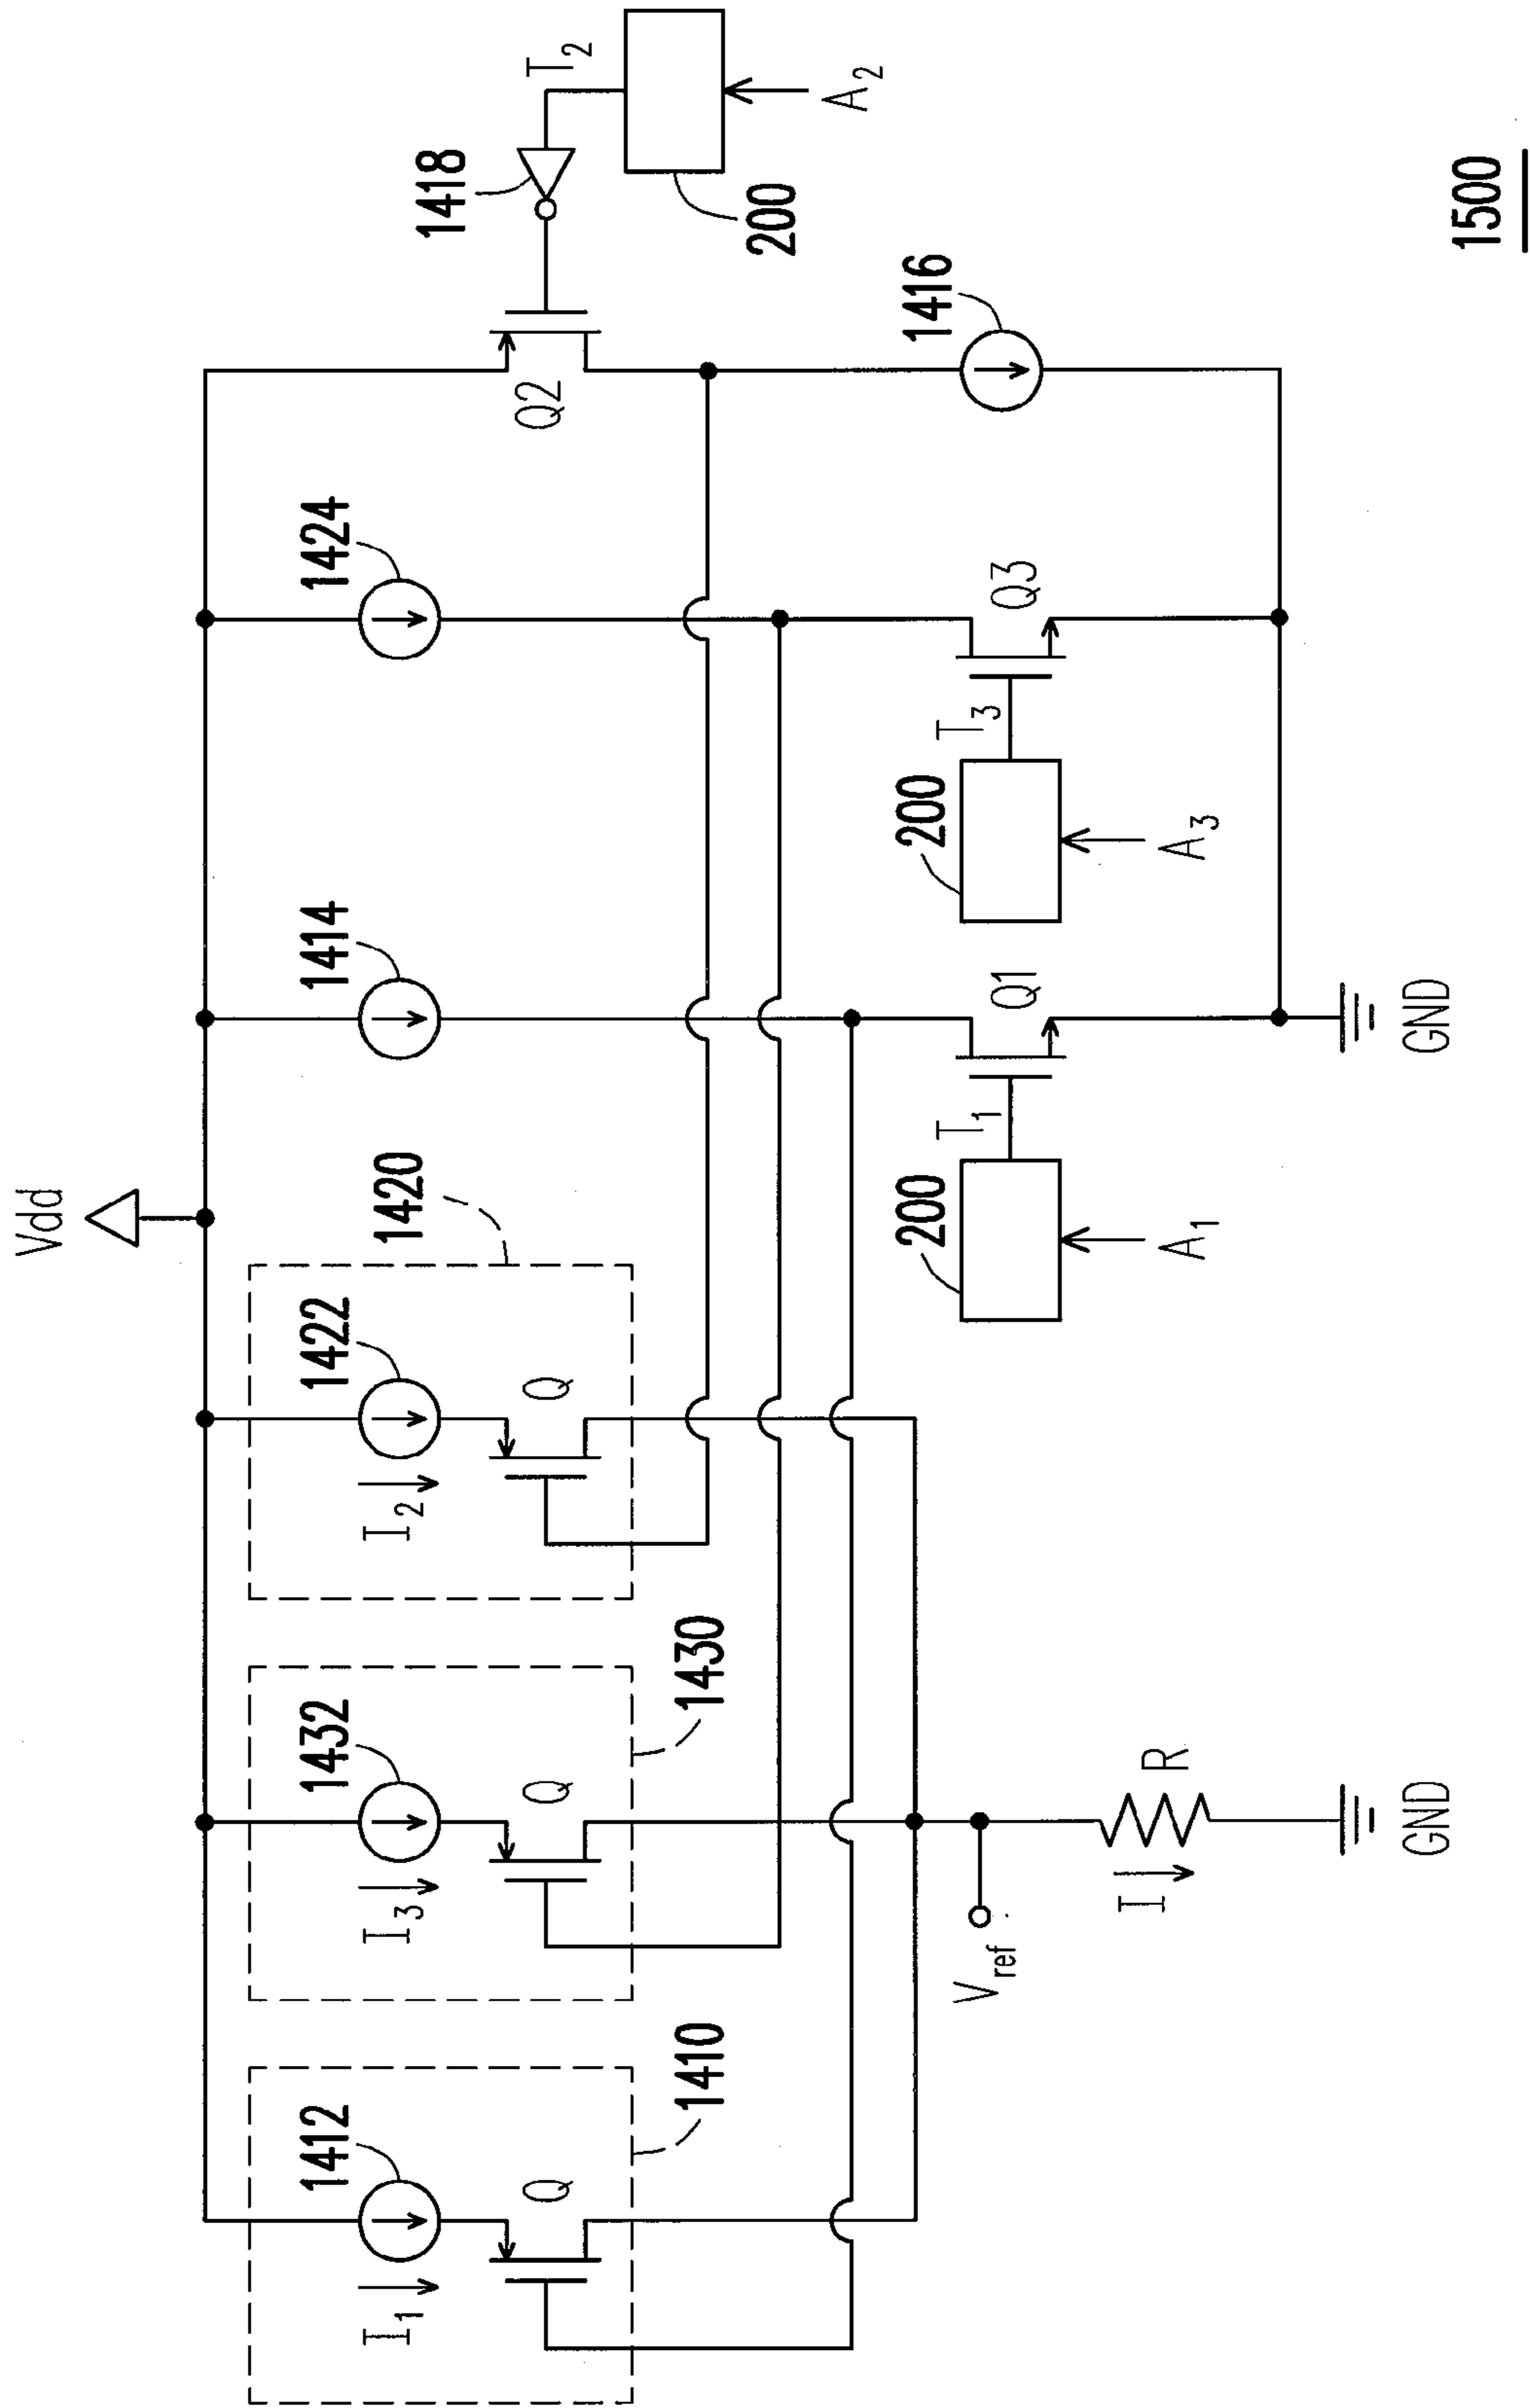 Vdd
1412
I1
Q
1410
1432
I3
Q
1430
1422
I2
Q
1420
1414
1424
Q2
1418
T2
200
A2
1416
200
T1
Q1
A1
200
T3
Q3
A3
Vref
I
R
GND
GND
1500